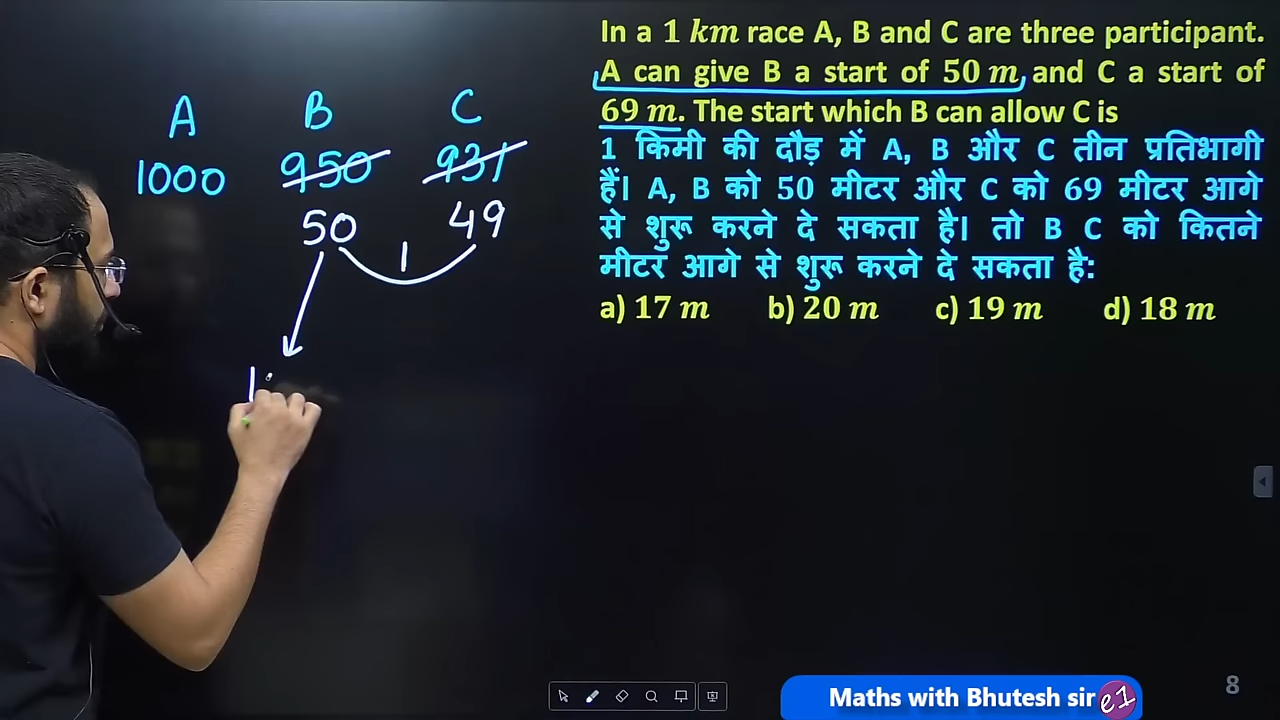 In a 1 km race A, B and C are three participant.
A can give B a start of 50 m, and C a start of
69 m. The start which B can allow C is
1 किमी की दौड़ में A, B और C तीन प्रतिभागी
हैं। A, B को 50 मीटर और C को 69 मीटर आगे
से शुरू करने दे सकता है। तो B C को कितने
मीटर आगे से शुरू करने दे सकता है:
a) 17 m b) 20 m c) 19 m d) 18 m
A B C
1000 950 931
50 49
1
Maths with Bhutesh sir e1
8